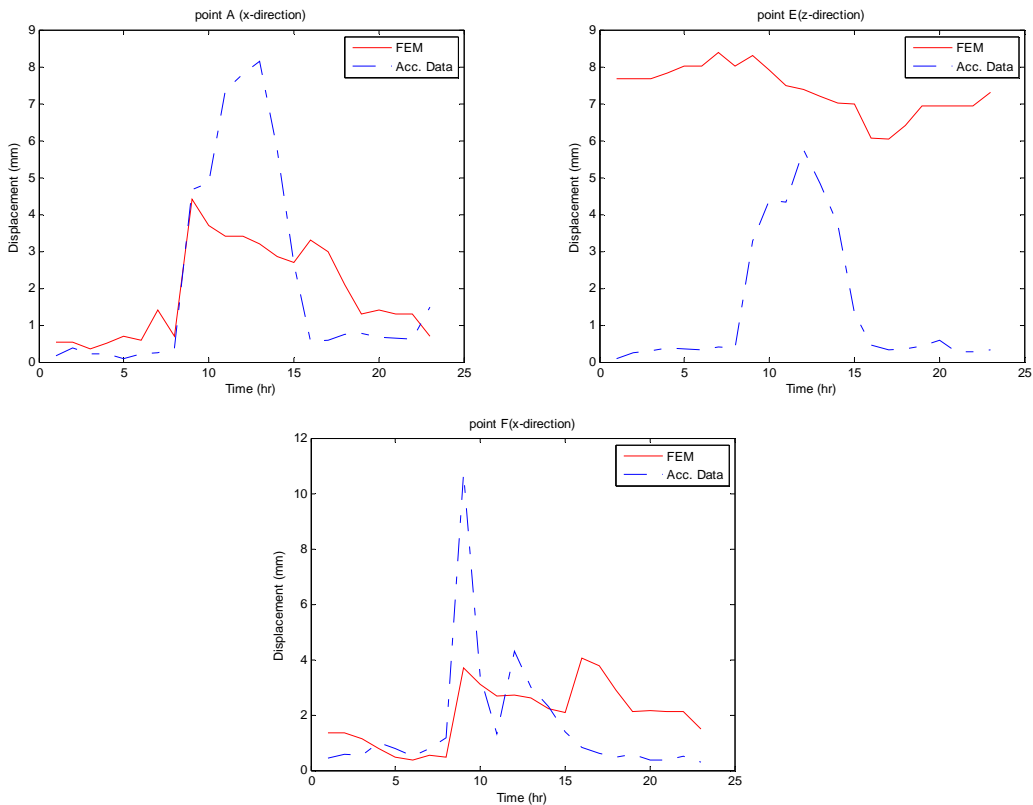 point A (x-direction)
9
8
7
6
5
4
3
2
1
0
0 5 10 15 20 25
Displacement (mm)
Time (hr)
FEM
Acc. Data
point E(z-direction)
9
8
7
6
5
4
3
2
1
0
0 5 10 15 20 25
Displacement (mm)
Time (hr)
FEM
Acc. Data
point F(x-direction)
12
10
8
6
4
2
0
0 5 10 15 20 25
Displacement (mm)
Time (hr)
FEM
Acc. Data